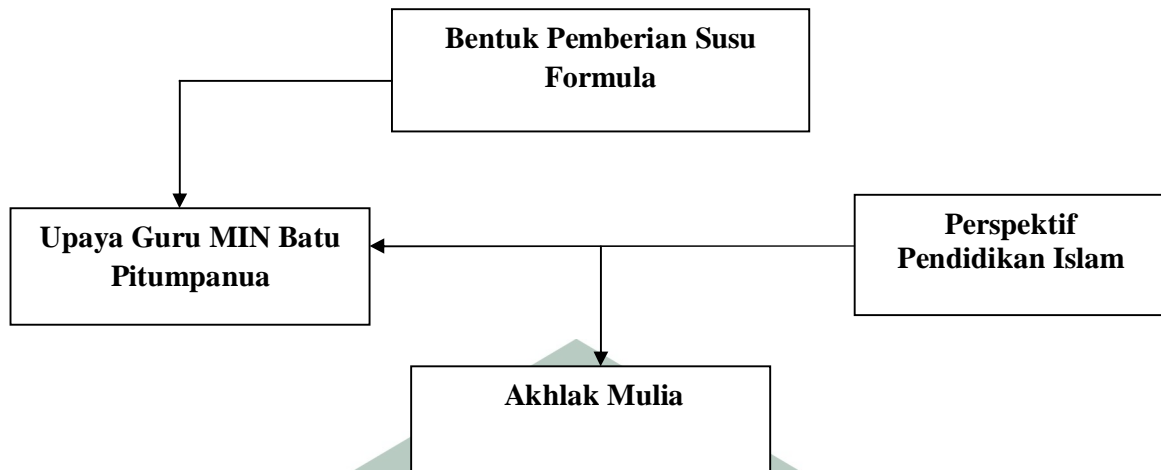 Bentuk Pemberian Susu
Formula
Upaya Guru MIN Batu
Pitumpanua
Perspektif
Pendidikan Islam
Akhlak Mulia